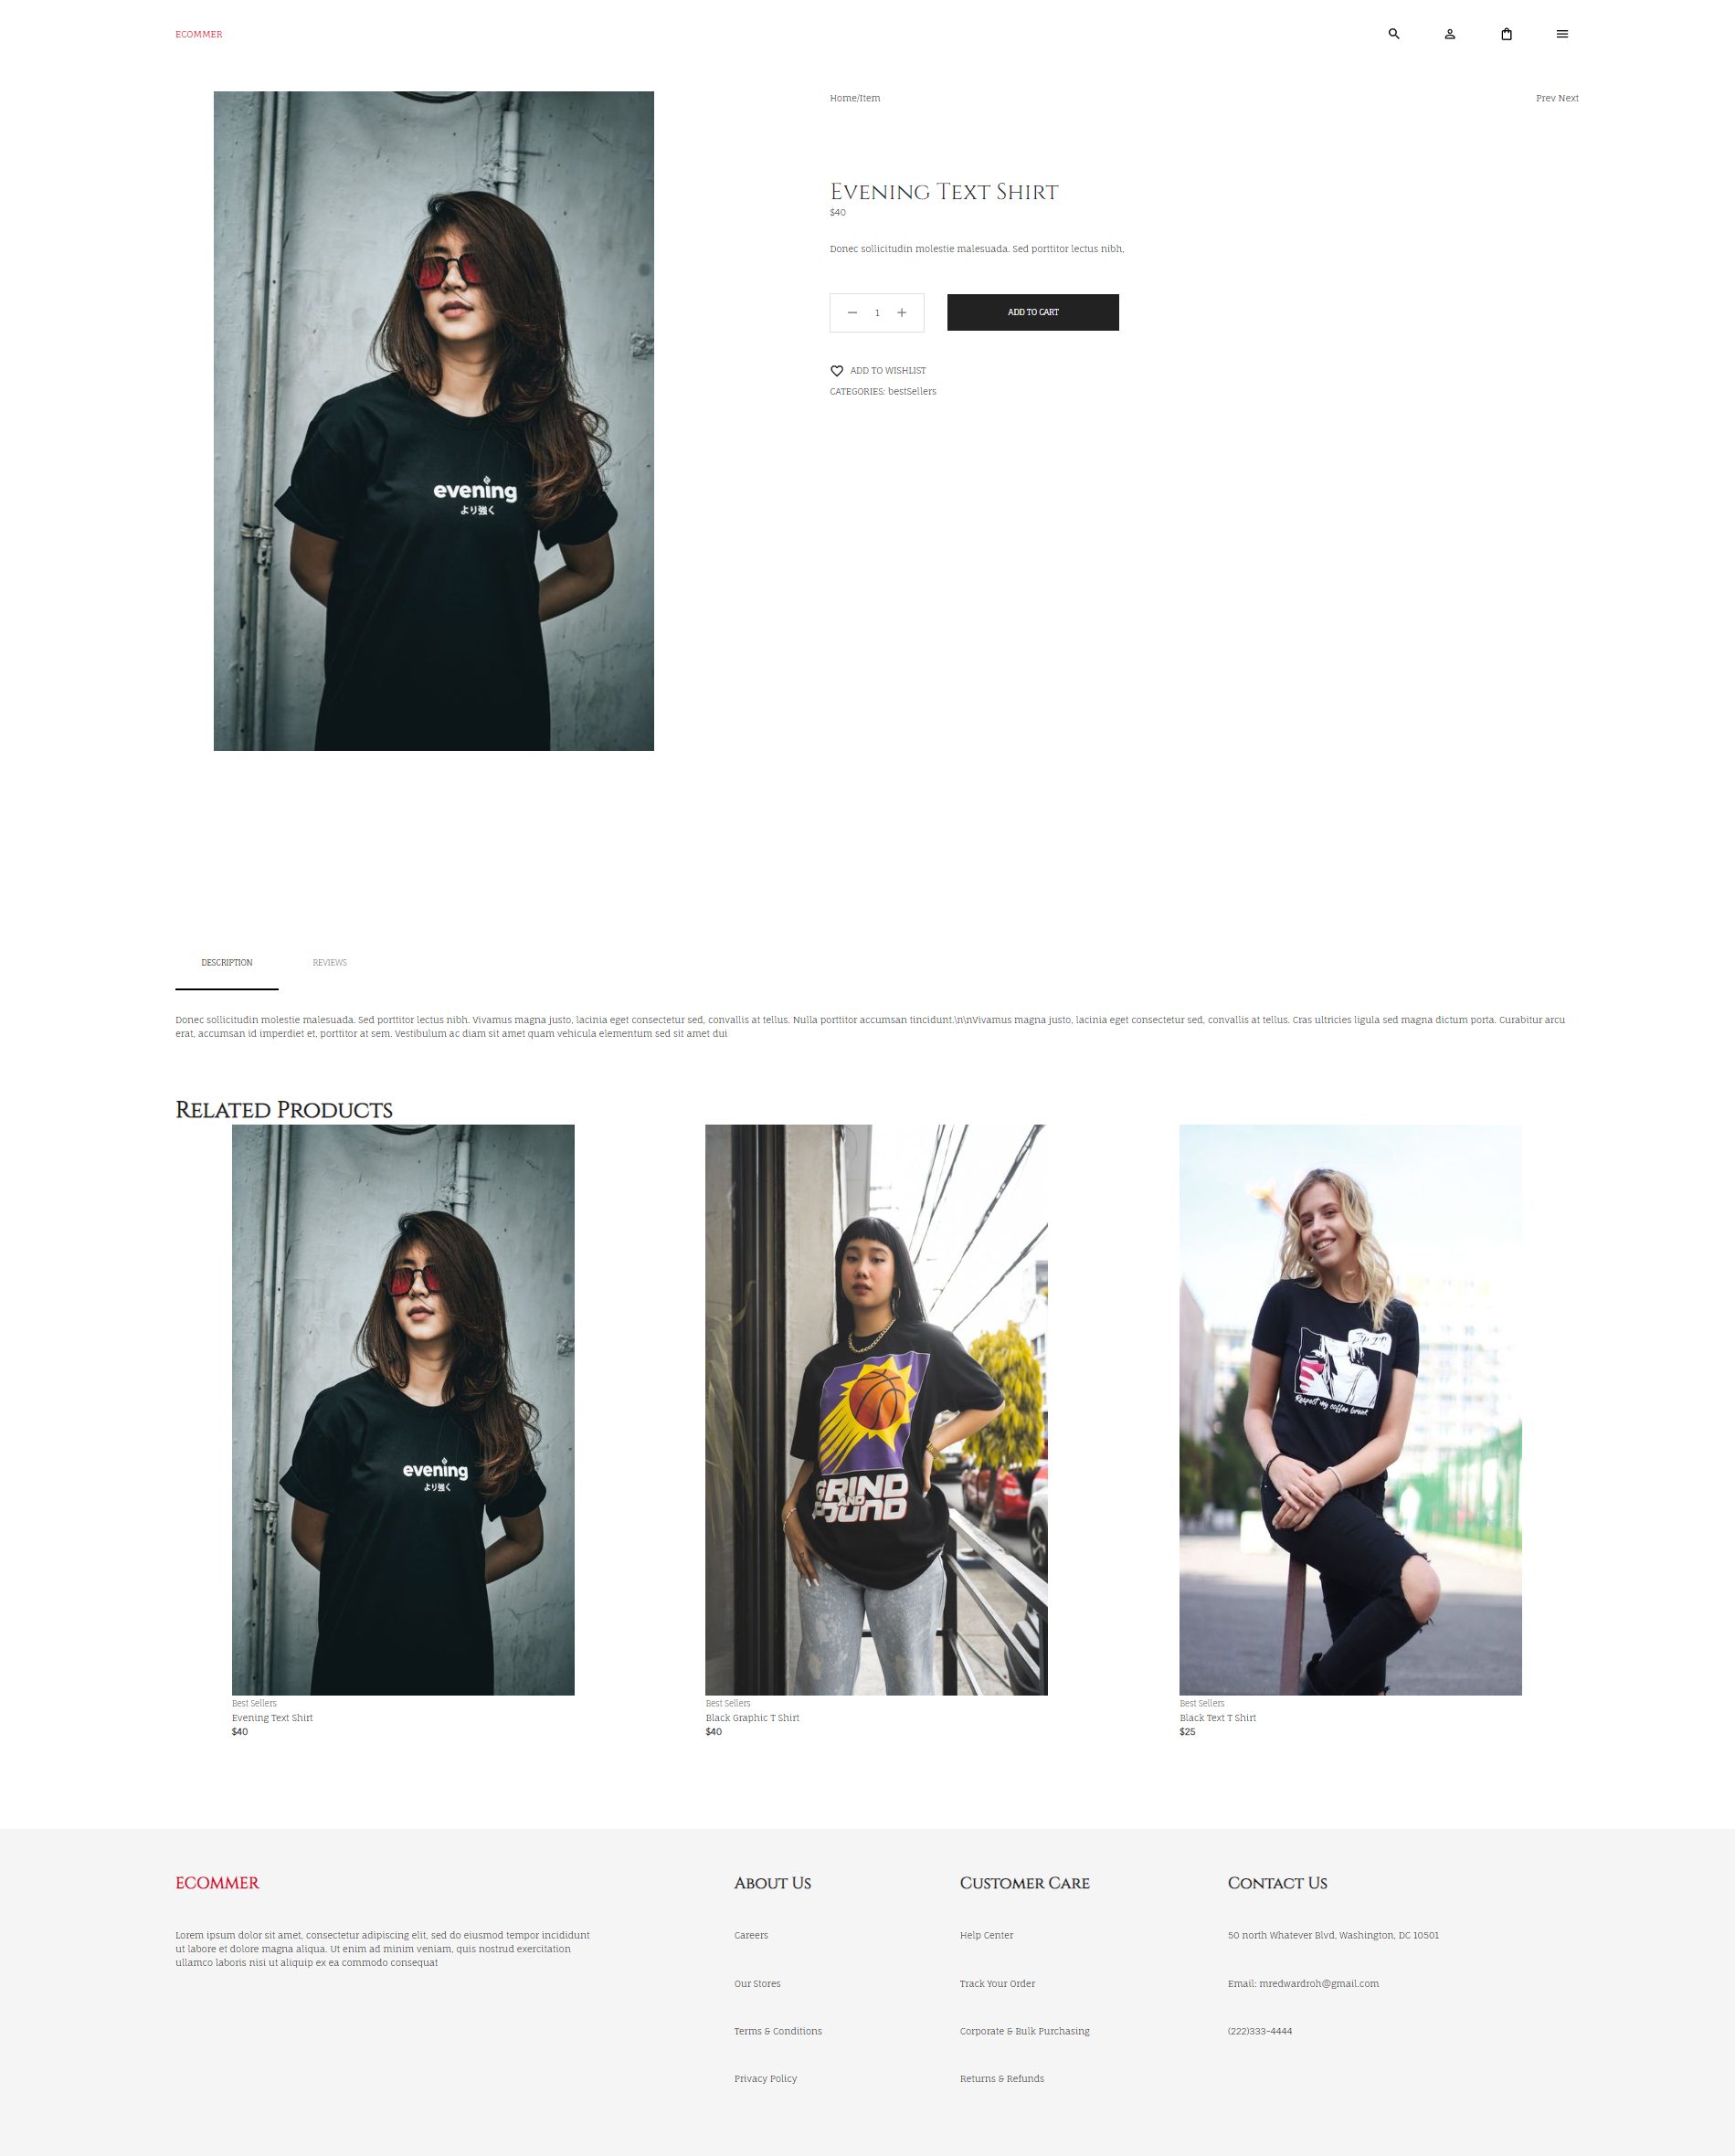 ECOMMER
Home/Item
Prev Next
Evening Text Shirt
$40
Donec sollicitudin molestie malesuada. Sed porttitor lectus nibh,
1
ADD TO CART
ADD TO WISHLIST
CATEGORIES: bestSellers
evening
より強く
DESCRIPTION
REVIEWS
Donec sollicitudin molestie malesuada. Sed porttitor lectus nibh. Vivamus magna justo, lacinia eget consectetur sed, convallis at tellus. Nulla porttitor accumsan tincidunt.\n\nVivamus magna justo, lacinia eget consectetur sed, convallis at tellus. Cras ultricies ligula sed magna dictum porta. Curabitur arcu
erat, accumsan id imperdiet et, porttitor at sem. Vestibulum ac diam sit amet quam vehicula elementum sed sit amet dui
Related Products
evening
より強く
Best Sellers
Evening Text Shirt
$40
GRIND
AND
Best Sellers
Black Graphic T Shirt
$40
Respect my coffee break
Best Sellers
Black Text T Shirt
$25
ECOMMER
Lorem ipsum dolor sit amet, consectetur adipiscing elit, sed do eiusmod tempor incididunt
ut labore et dolore magna aliqua. Ut enim ad minim veniam, quis nostrud exercitation
ullamco laboris nisi ut aliquip ex ea commodo consequat
About Us
Careers
Our Stores
Terms & Conditions
Privacy Policy
Customer Care
Help Center
Track Your Order
Corporate & Bulk Purchasing
Returns & Refunds
Contact Us
50 north Whatever Blvd, Washington, DC 10501
Email: mredwardroh@gmail.com
(222)333-4444